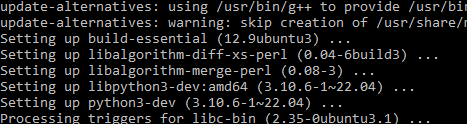 update-alternatives: using /usr/bin/g++ to provide /usr/bin
update-alternatives: warning: skip creation of /usr/share/m
Setting up build-essential (12.9ubuntu3) ...
Setting up libalgorithm-diff-xs-perl (0.04-6build3) ...
Setting up libalgorithm-merge-perl (0.08-3) ...
Setting up libpython3-dev:amd64 (3.10.6-1~22.04) ...
Setting up python3-dev (3.10.6-1~22.04) ...
Processing triggers for libc-bin (2.35-0ubuntu3.1) ...